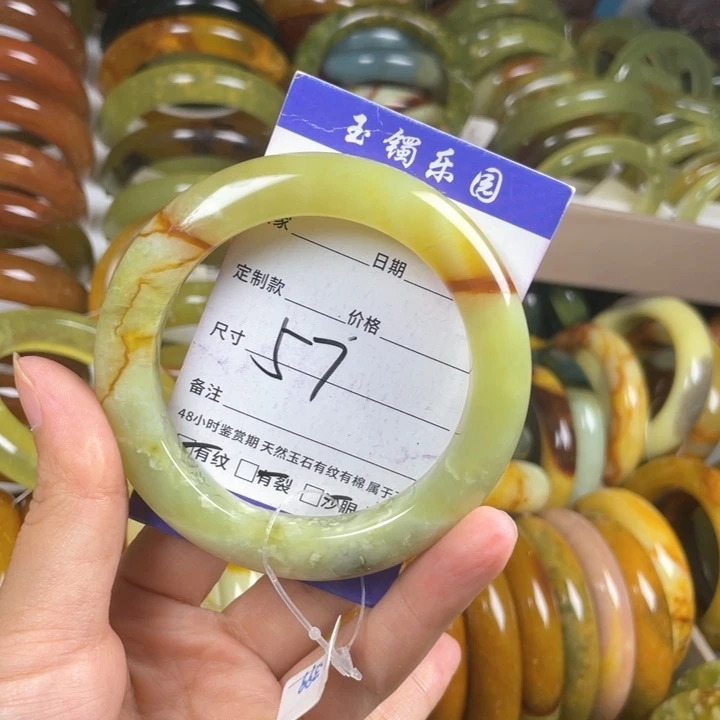 玉镯乐园
家 日期
定制款 价格
尺寸 57
备注
48小时鉴赏期 天然玉石有纹有棉属于
有纹 有裂 沙眼